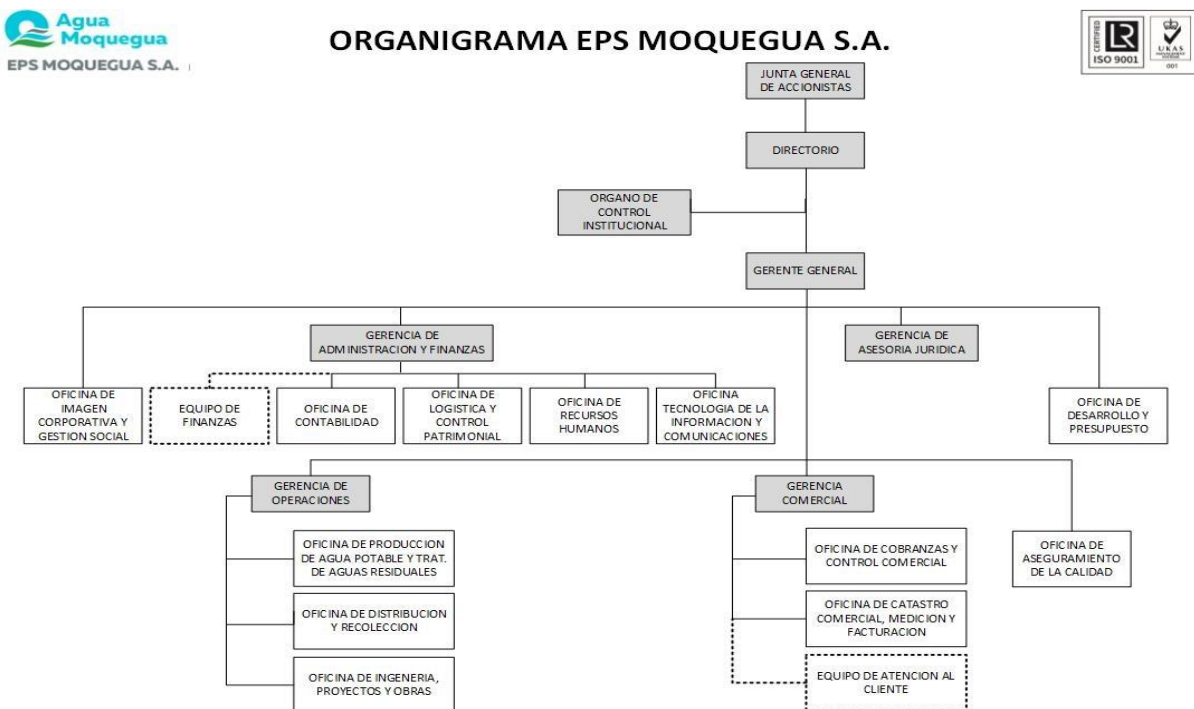 Agua
Moquegua
EPS MOQUEGUA S.A.
ORGANIGRAMA EPS MOQUEGUA S.A.
CERTIFIED
LR
ISO 9001
UKAS
MANAGEMENT
SYSTEMS
001
JUNTA GENERAL
DE ACCIONISTAS
DIRECTORIO
ORGANO DE
CONTROL
INSTITUCIONAL
GERENTE GENERAL
GERENCIA DE
ADMINISTRACION Y FINANZAS
GERENCIA DE
ASESORIA JURIDICA
OFICINA DE
IMAGEN
CORPORATIVA Y
GESTION SOCIAL
EQUIPO DE
FINANZAS
OFICINA DE
CONTABILIDAD
OFICINA DE
LOGISTICA Y
CONTROL
PATRIMONIAL
OFICINA DE
RECURSOS
HUMANOS
OFICINA
TECNOLOGIA DE LA
INFORMACION Y
COMUNICACIONES
OFICINA DE
DESARROLLO Y
PRESUPUESTO
GERENCIA DE
OPERACIONES
GERENCIA
COMERCIAL
OFICINA DE PRODUCCION
DE AGUA POTABLE Y TRAT.
DE AGUAS RESIDUALES
OFICINA DE DISTRIBUCION
Y RECOLECCION
OFICINA DE INGENERIA,
PROYECTOS Y OBRAS
OFICINA DE COBRANZAS Y
CONTROL COMERCIAL
OFICINA DE CATASTRO
COMERCIAL, MEDICION Y
FACTURACION
EQUIPO DE ATENCION AL
CLIENTE
OFICINA DE
ASEGURAMIENTO
DE LA CALIDAD